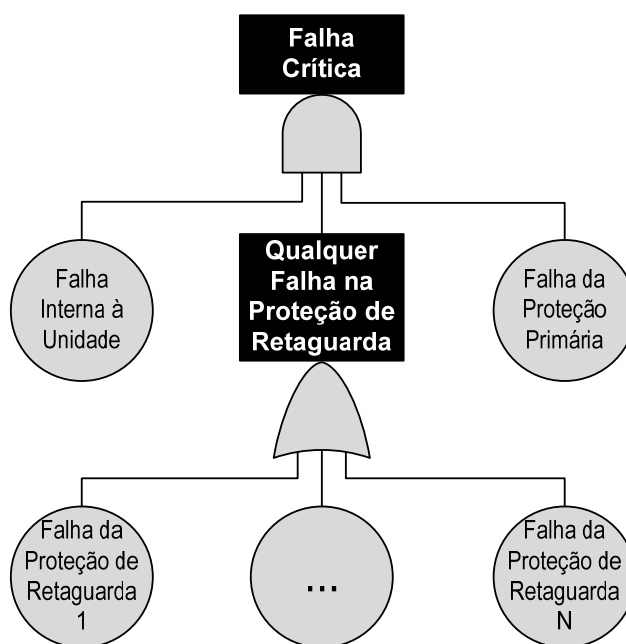 Falha
Crítica
Falha
Interna à
Unidade
Qualquer
Falha na
Proteção de
Retaguarda
Falha da
Proteção
Primária
Falha da
Proteção de
Retaguarda
1
...
Falha da
Proteção de
Retaguarda
N